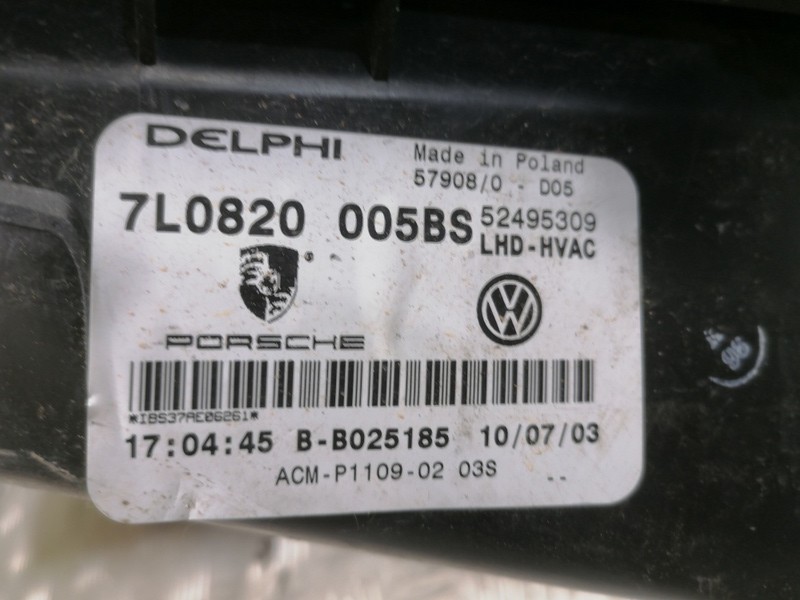 DELPHI
Made in Poland
57908/0 - D05
7L0820 005BS
52495309
LHD-HVAC
PORSCHE
*IBS37AE06261*
17:04:45 B-B025185 10/07/03
ACM-P1109-02 03S --